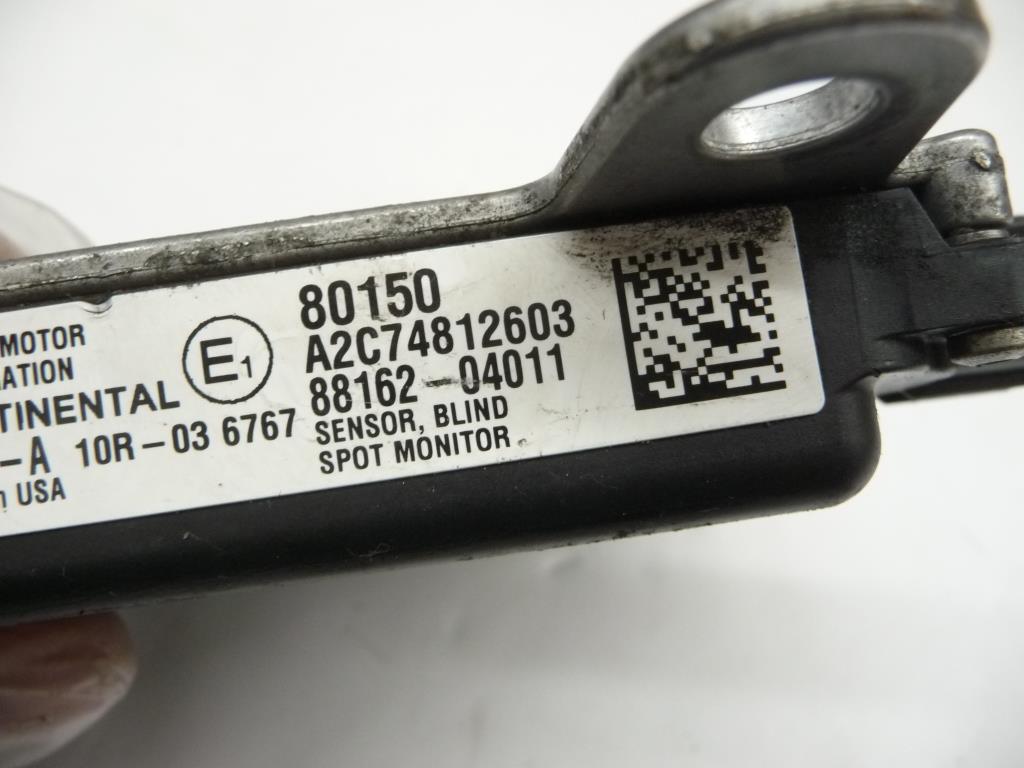 80150
MOTOR
A2C74812603
ATION
E1
88162-04011
TINENTAL
SENSOR, BLIND
-A 10R-03 6767
SPOT MONITOR
USA